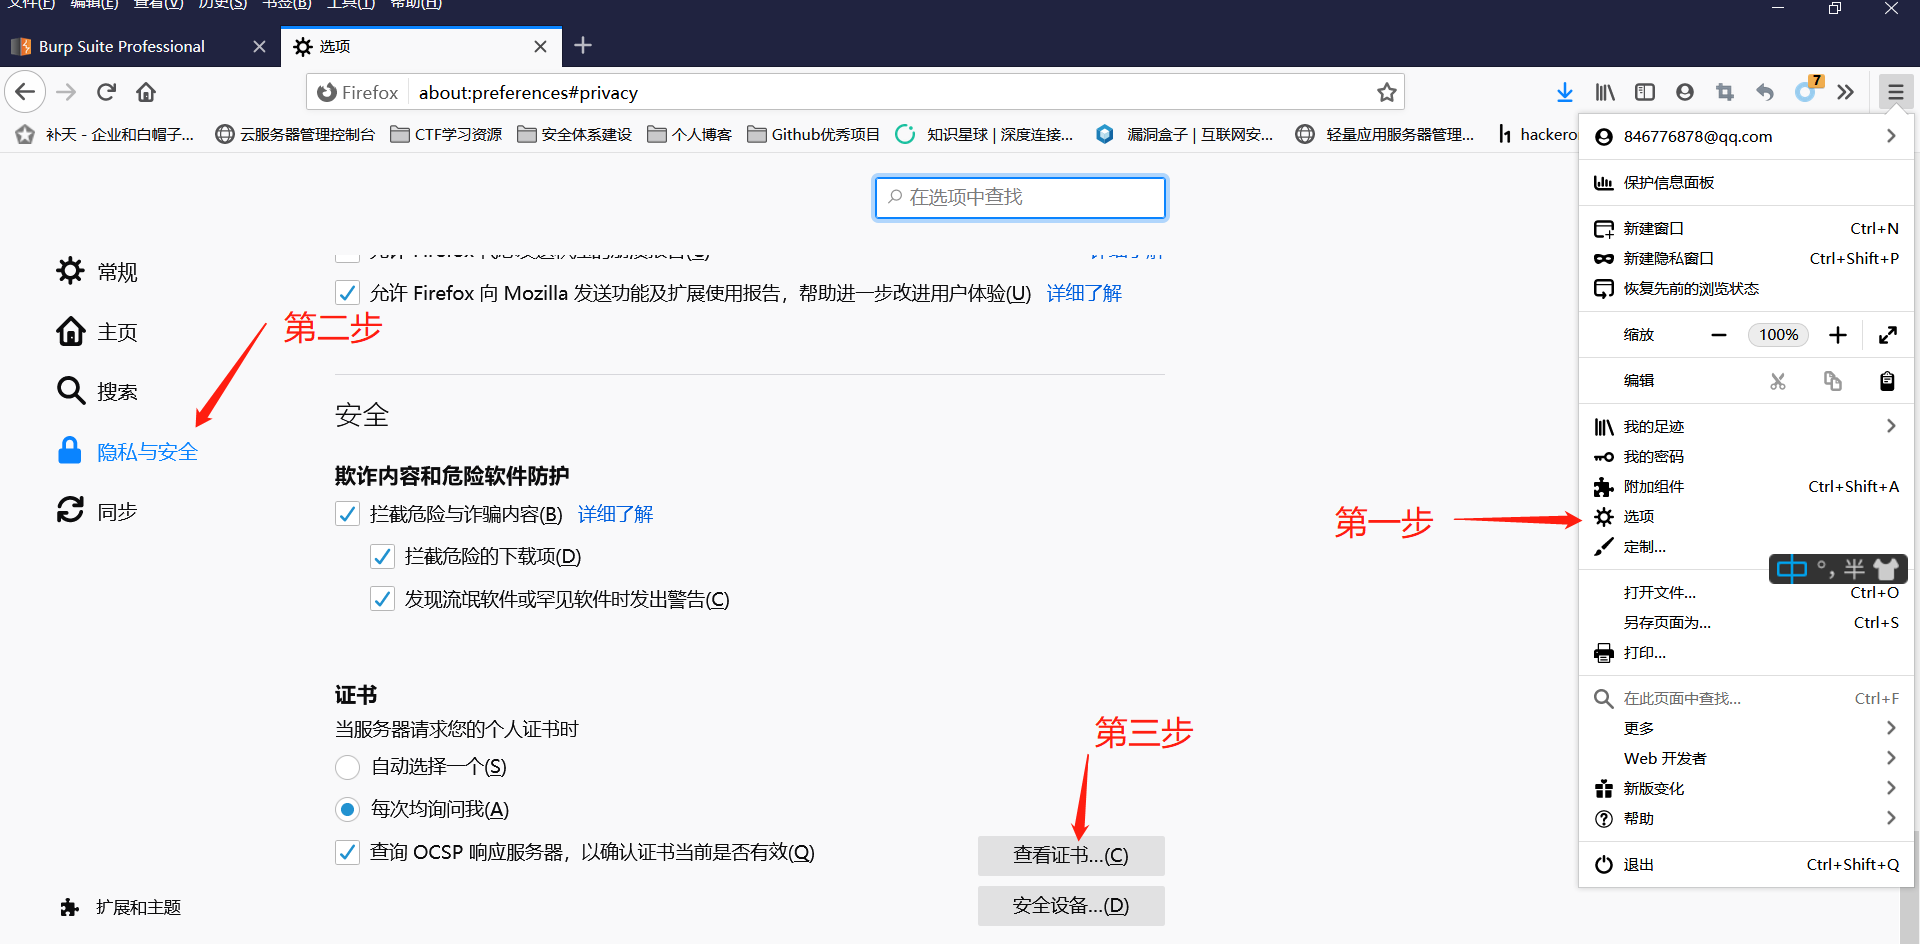 文件(F) 编辑(E) 查看(V) 历史(S) 书签(B) 工具(T) 帮助(H)
Burp Suite Professional
选项
Firefox about:preferences#privacy
7
补天 - 企业和白帽子... 云服务器管理控制台 CTF学习资源 安全体系建设 个人博客 Github优秀项目 知识星球 | 深度连接... 漏洞盒子 | 互联网安... 轻量应用服务器管理... hackero
在选项中查找
常规
主页
搜索
隐私与安全
同步
扩展和主题
详细了解
允许 Firefox 向 Mozilla 发送功能及扩展使用报告，帮助进一步改进用户体验(U) 详细了解
第二步
安全
欺诈内容和危险软件防护
拦截危险与诈骗内容(B) 详细了解
拦截危险的下载项(D)
发现流氓软件或罕见软件时发出警告(C)
证书
当服务器请求您的个人证书时
自动选择一个(S)
每次均询问我(A)
查询 OCSP 响应服务器，以确认证书当前是否有效(Q)
第三步
查看证书...(C)
安全设备...(D)
第一步
846776878@qq.com
保护信息面板
新建窗口 Ctrl+N
新建隐私窗口 Ctrl+Shift+P
恢复先前的浏览状态
缩放 100%
编辑
我的足迹
我的密码
附加组件 Ctrl+Shift+A
选项
定制...
中 °, 半
打开文件... Ctrl+O
另存页面为... Ctrl+S
打印...
在此页面中查找... Ctrl+F
更多
Web 开发者
新版变化
帮助
退出 Ctrl+Shift+Q